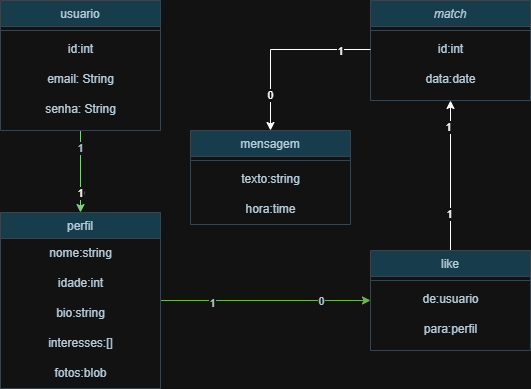 usuario
id:int
email: String
senha: String
match
id:int
data:date
1
0
mensagem
texto:string
hora:time
1
1
1
1
perfil
nome:string
idade:int
bio:string
interesses:[]
fotos:blob
1
0
like
de:usuario
para:perfil